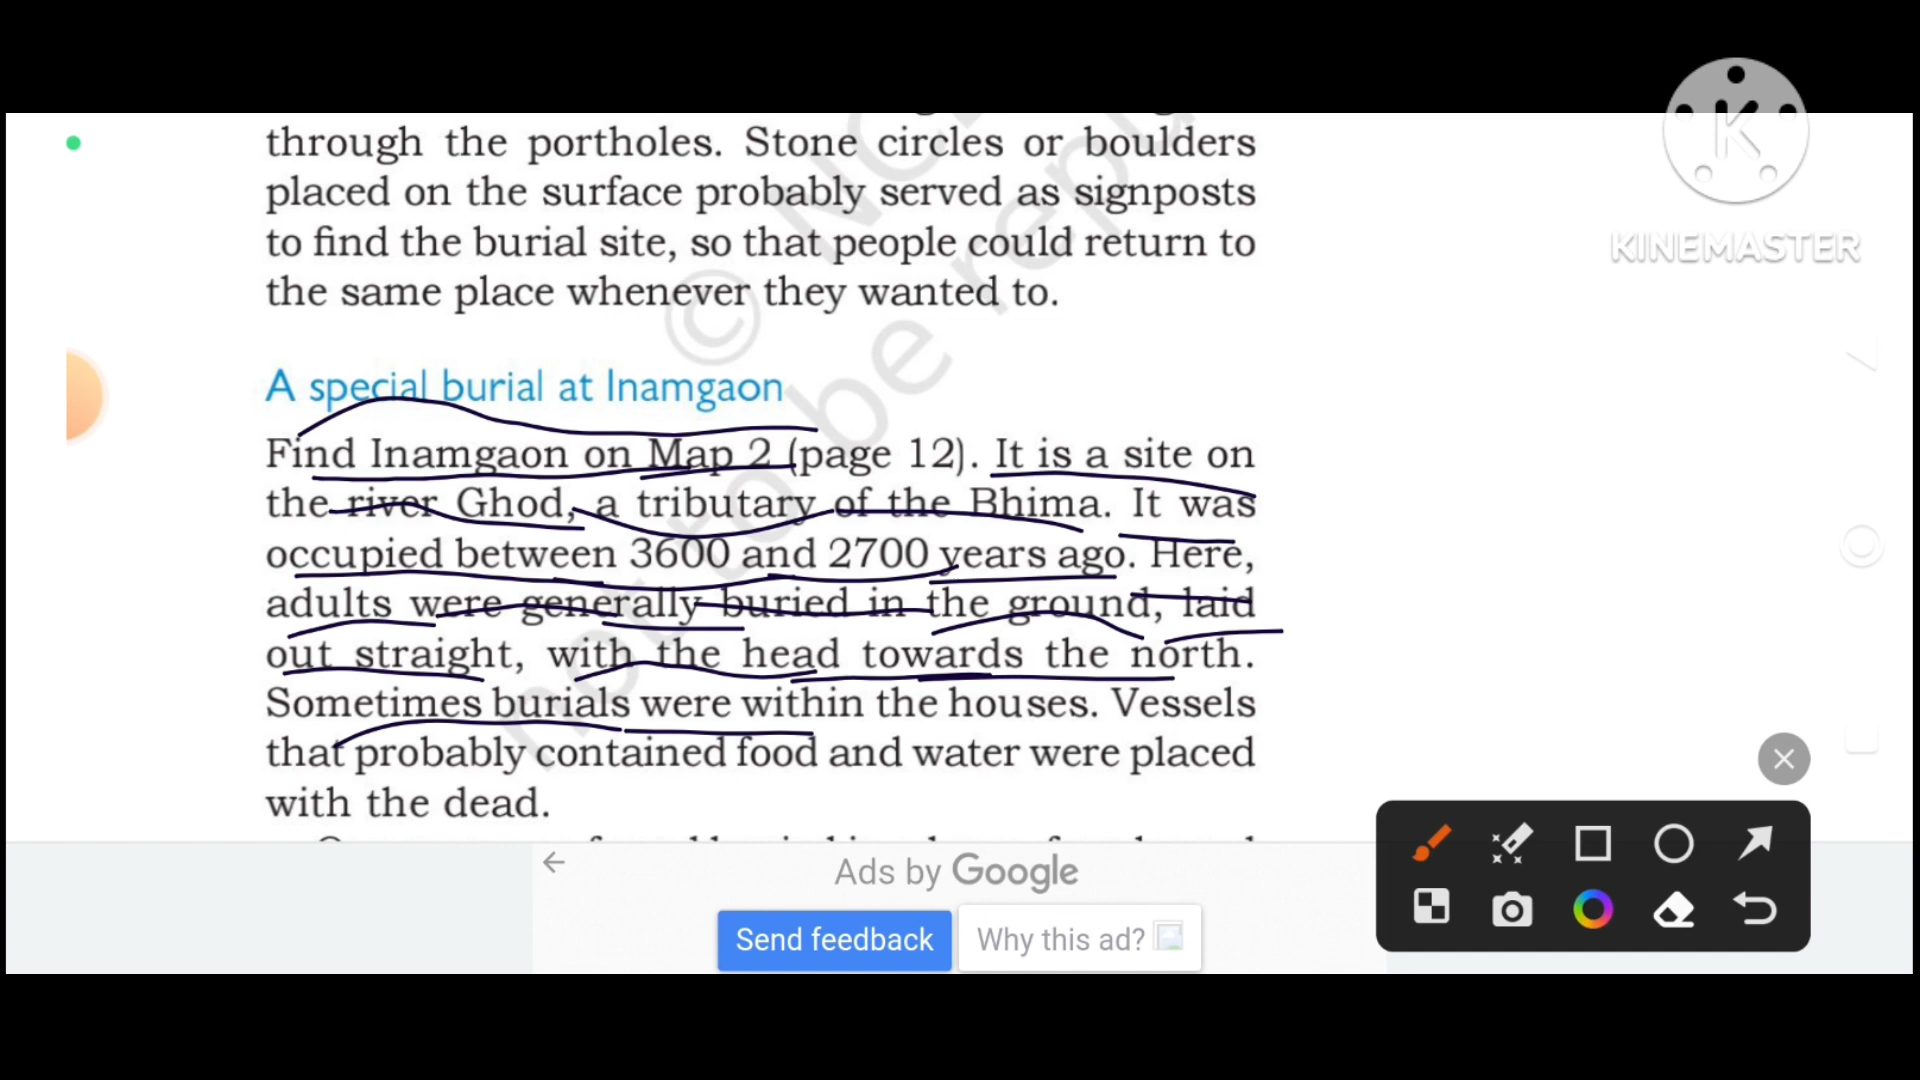 through the portholes. Stone circles or boulders
placed on the surface probably served as signposts
to find the burial site, so that people could return to
the same place whenever they wanted to.
A special burial at Inamgaon
Find Inamgaon on Map 2 (page 12). It is a site on
the river Ghod, a tributary of the Bhima. It was
occupied between 3600 and 2700 years ago. Here,
adults were generally buried in the ground, laid
out straight, with the head towards the north.
Sometimes burials were within the houses. Vessels
that probably contained food and water were placed
with the dead.
© NC
not to be rep
K
KINEMASTER
Ads by Google
Send feedback
Why this ad?